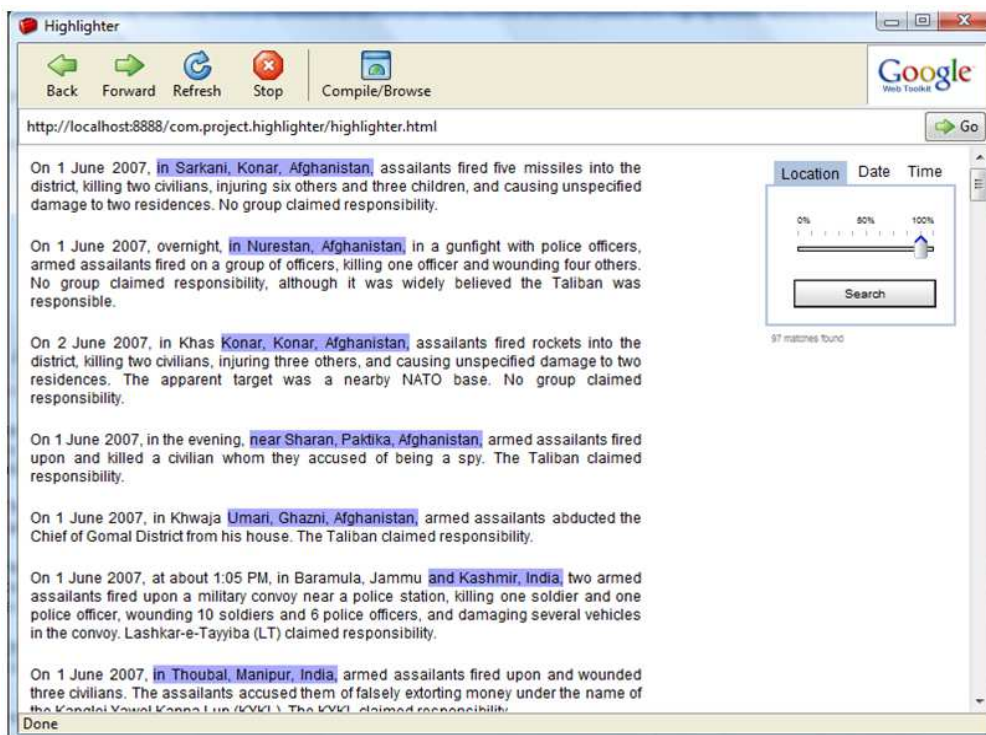 Highlighter
Back Forward Refresh Stop Compile/Browse
Google
Web Toolkit
http://localhost:8888/com.project.highlighter/highlighter.html
Go
On 1 June 2007, in Sarkani, Konar, Afghanistan, assailants fired five missiles into the
district, killing two civilians, injuring six others and three children, and causing unspecified
damage to two residences. No group claimed responsibility.
On 1 June 2007, overnight, in Nurestan, Afghanistan, in a gunfight with police officers,
armed assailants fired on a group of officers, killing one officer and wounding four others.
No group claimed responsibility, although it was widely believed the Taliban was
responsible.
On 2 June 2007, in Khas Konar, Konar, Afghanistan, assailants fired rockets into the
district, killing two civilians, injuring three others, and causing unspecified damage to two
residences. The apparent target was a nearby NATO base. No group claimed
responsibility.
On 1 June 2007, in the evening, near Sharan, Paktika, Afghanistan, armed assailants fired
upon and killed a civilian whom they accused of being a spy. The Taliban claimed
responsibility.
On 1 June 2007, in Khwaja Umari, Ghazni, Afghanistan, armed assailants abducted the
Chief of Gomal District from his house. The Taliban claimed responsibility.
On 1 June 2007, at about 1:05 PM, in Baramula, Jammu and Kashmir, India, two armed
assailants fired upon a military convoy near a police station, killing one soldier and one
police officer, wounding 10 soldiers and 6 police officers, and damaging several vehicles
in the convoy. Lashkar-e-Tayyiba (LT) claimed responsibility.
On 1 June 2007, in Thoubal, Manipur, India, armed assailants fired upon and wounded
three civilians. The assailants accused them of falsely extorting money under the name of
the Kanglei Yawol Kanna Lup (KYKL). The KYKL claimed responsibility.
Location Date Time
0% 50% 100%
Search
97 matches found
Done